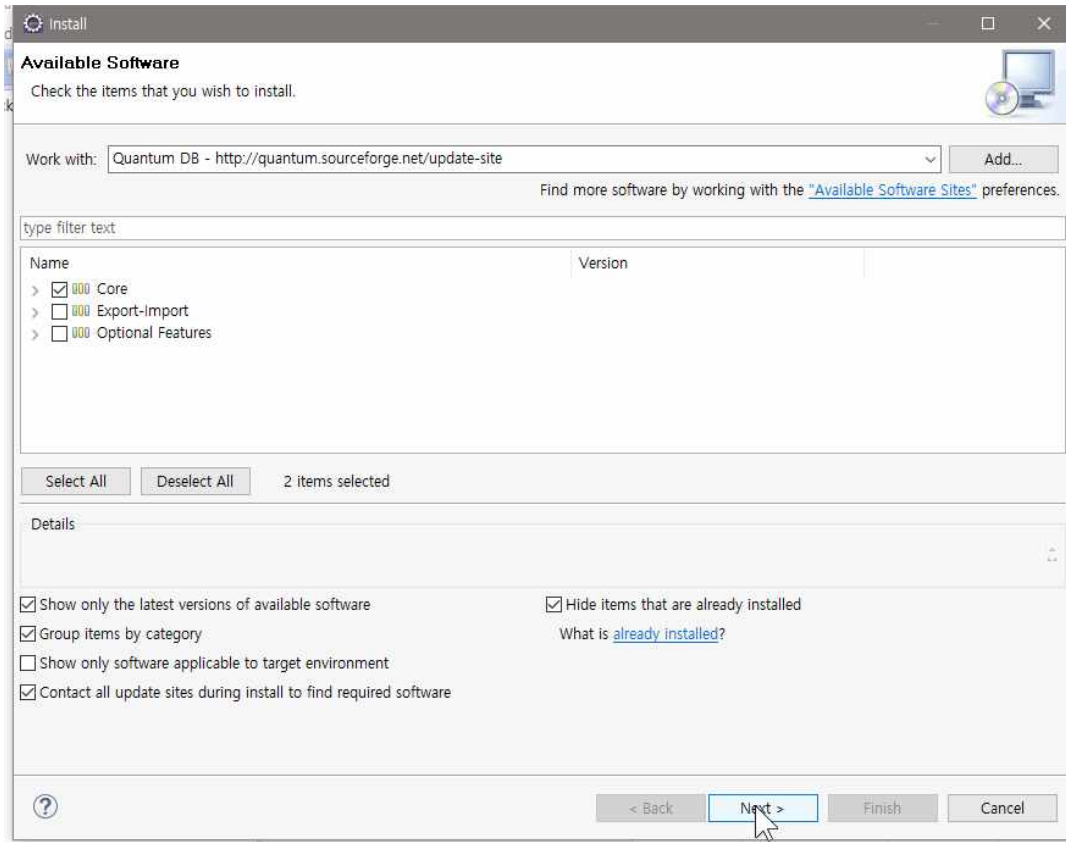 Install
Available Software
Check the items that you wish to install.
Work with: Quantum DB - http://quantum.sourceforge.net/update-site Add...
Find more software by working with the "Available Software Sites" preferences.
type filter text
Name Version
Core
Export-Import
Optional Features
Select All Deselect All 2 items selected
Details
Show only the latest versions of available software Hide items that are already installed
Group items by category What is already installed?
Show only software applicable to target environment
Contact all update sites during install to find required software
? < Back Next > Finish Cancel